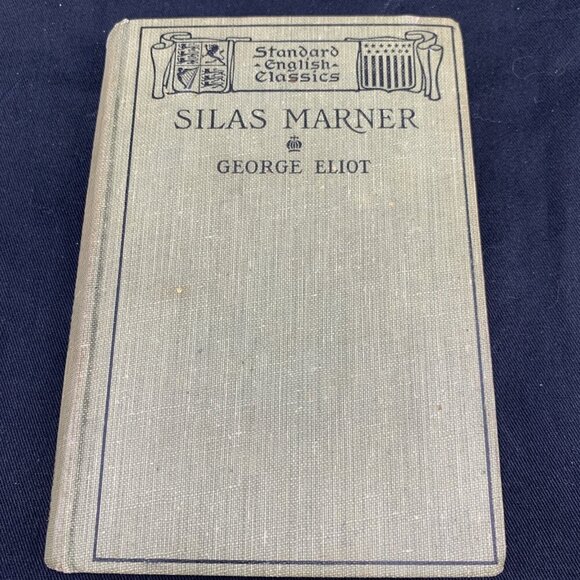 Standard
English
Classics
SILAS MARNER
GEORGE ELIOT